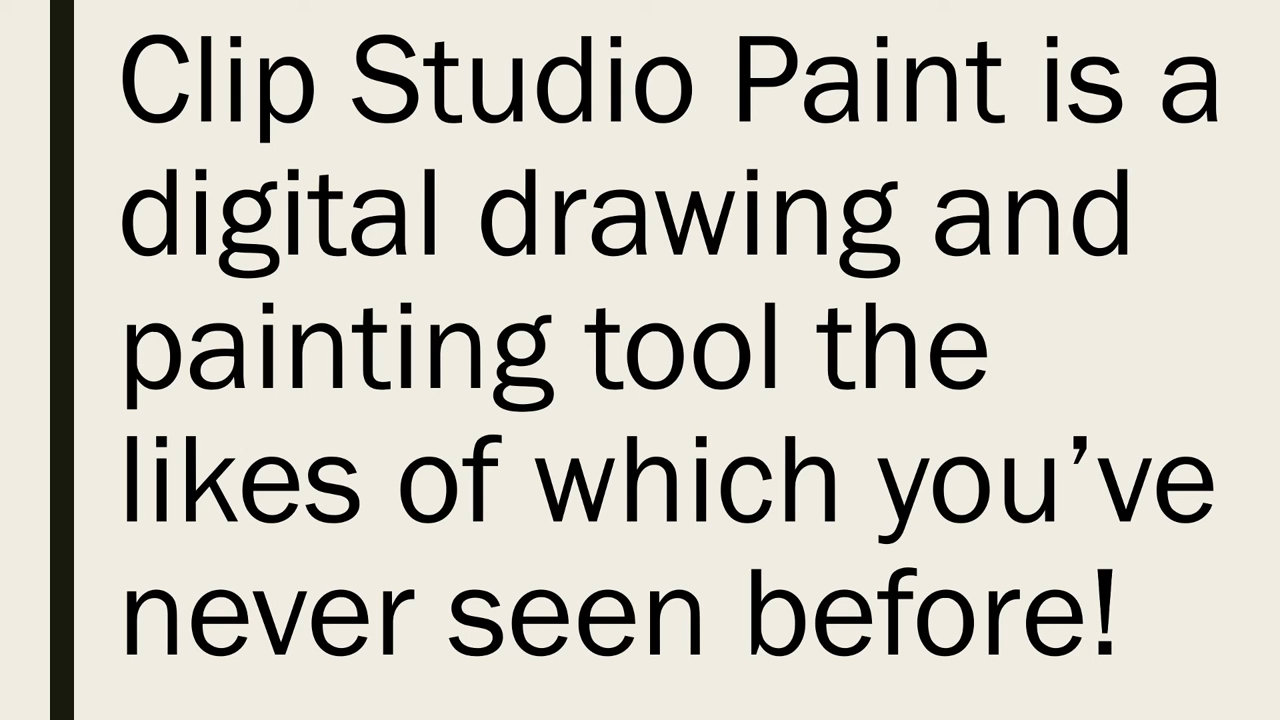 Clip Studio Paint is a
digital drawing and
painting tool the
likes of which you’ve
never seen before!